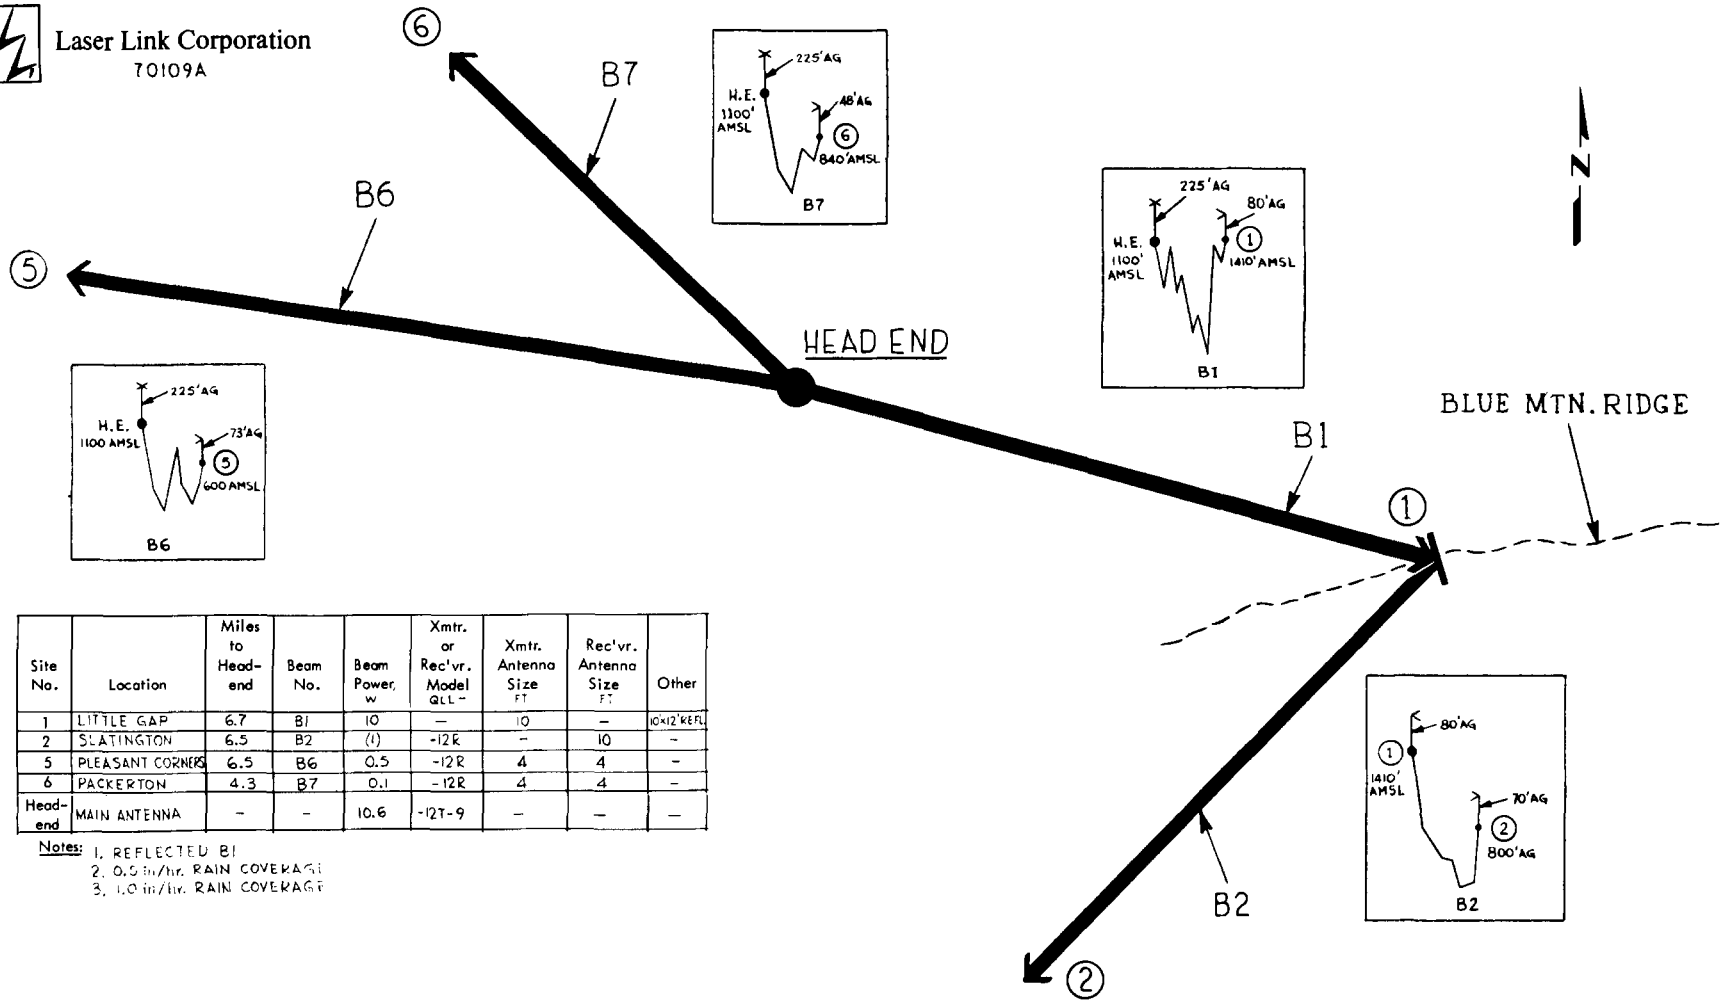 Laser Link Corporation
70109A
6
B7
225'AG
H.E.
1100'
AMSL
48'AG
6
840'AMSL
B7
N
B6
5
225'AG
80'AG
H.E.
1100'
AMSL
1
1410'AMSL
B1
HEAD END
225'AG
H.E.
1100 AMSL
73'AG
5
600 AMSL
B6
B1
BLUE MTN. RIDGE
1
Site No. Location Miles to Head-end Beam No. Beam Power, W Xmtr. or Rec'vr. Model QLL- Xmtr. Antenna Size FT Rec'vr. Antenna Size FT Other
1 LITTLE GAP 6.7 B1 10 — 10 — 10'x12'REFL.
2 SLATINGTON 6.5 B2 (1) -12R - 10 -
5 PLEASANT CORNERS 6.5 B6 0.5 -12R 4 4 -
6 PACKERTON 4.3 B7 0.1 -12R 4 4 -
Head-end MAIN ANTENNA - - 10.6 -12T-9 — — —
Notes: 1. REFLECTED B1
2. 0.5 in/hr. RAIN COVERAGE
3. 1.0 in/hr. RAIN COVERAGE
80'AG
1
1410'
AMSL
70'AG
2
800'AG
B2
B2
2